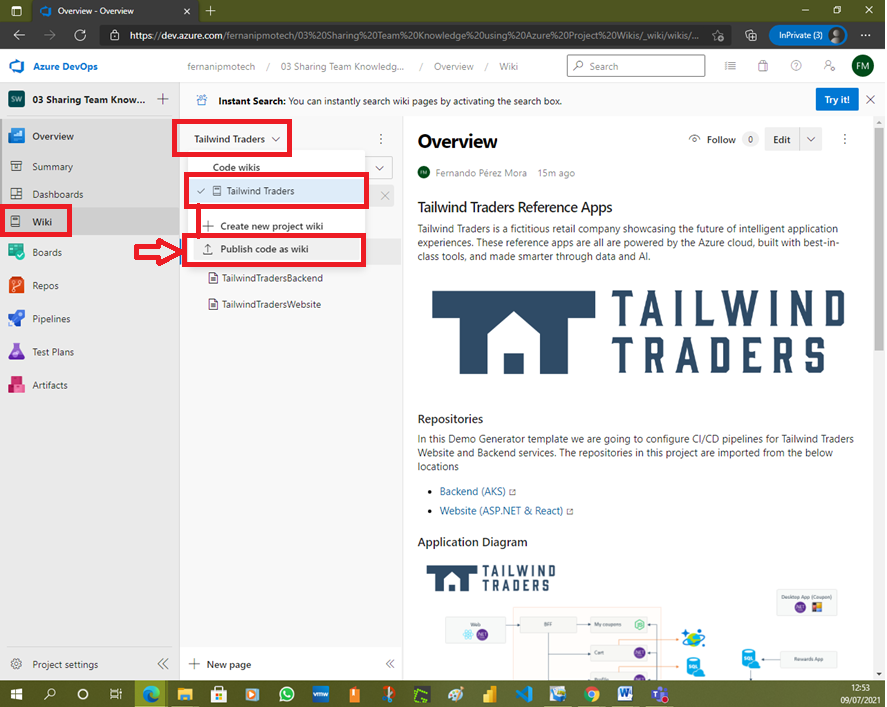 Overview - Overview
https://dev.azure.com/fernanipmotech/03%20Sharing%20Team%20Knowledge%20using%20Azure%20Project%20Wikis/_wiki/wikis/...
InPrivate (3)
Azure DevOps
fernanipmotech / 03 Sharing Team Knowledg... / Overview / Wiki
Search
FM
SW
03 Sharing Team Know...
Instant Search: You can instantly search wiki pages by activating the search box.
Try it!
Overview
Summary
Dashboards
Wiki
Boards
Repos
Pipelines
Test Plans
Artifacts
Project settings
Tailwind Traders
Code wikis
Tailwind Traders
Create new project wiki
Publish code as wiki
TailwindTradersBackend
TailwindTradersWebsite
New page
Overview
Follow 0
Edit
FM
Fernando Pérez Mora 15m ago
Tailwind Traders Reference Apps
Tailwind Traders is a fictitious retail company showcasing the future of intelligent application
experiences. These reference apps are all are powered by the Azure cloud, built with best-in-
class tools, and made smarter through data and AI.
TAILWIND
TRADERS
Repositories
In this Demo Generator template we are going to configure CI/CD pipelines for Tailwind Traders
Website and Backend services. The repositories in this project are imported from the below
locations
Backend (AKS)
Website (ASP.NET & React)
Application Diagram
TAILWIND
TRADERS
Desktop App (Coupon)
Web
BFF
My coupons
Cart
Profile
Rewards App
12:53
09/07/2021